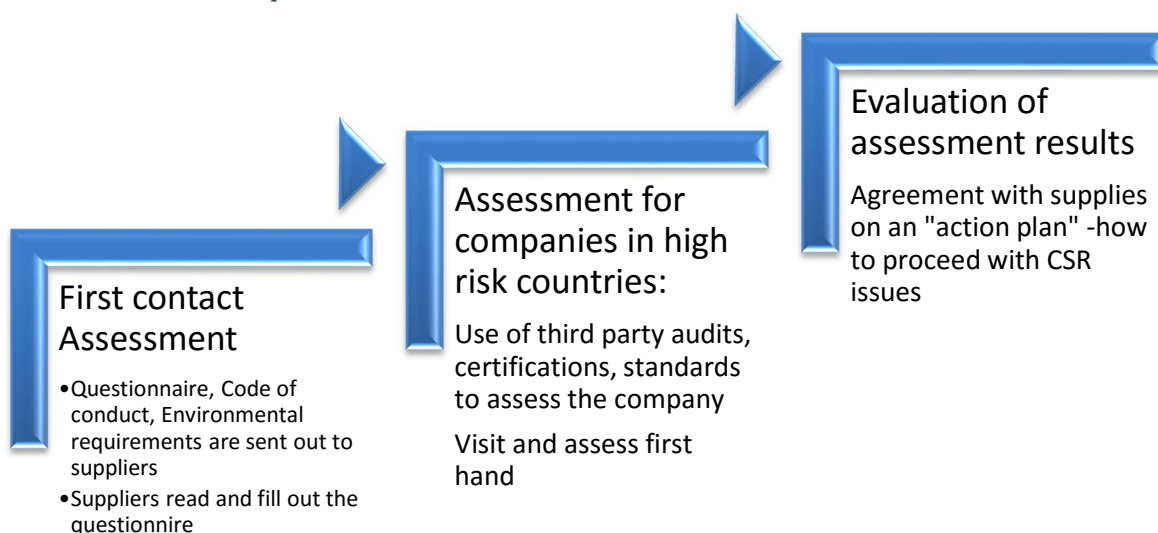 First contact
Assessment
•Questionnaire, Code of
conduct, Environmental
requirements are sent out to
suppliers
•Suppliers read and fill out the
questionnire
Assessment for
companies in high
risk countries:
Use of third party audits,
certifications, standards
to assess the company
Visit and assess first
hand
Evaluation of
assessment results
Agreement with supplies
on an "action plan" -how
to proceed with CSR
issues